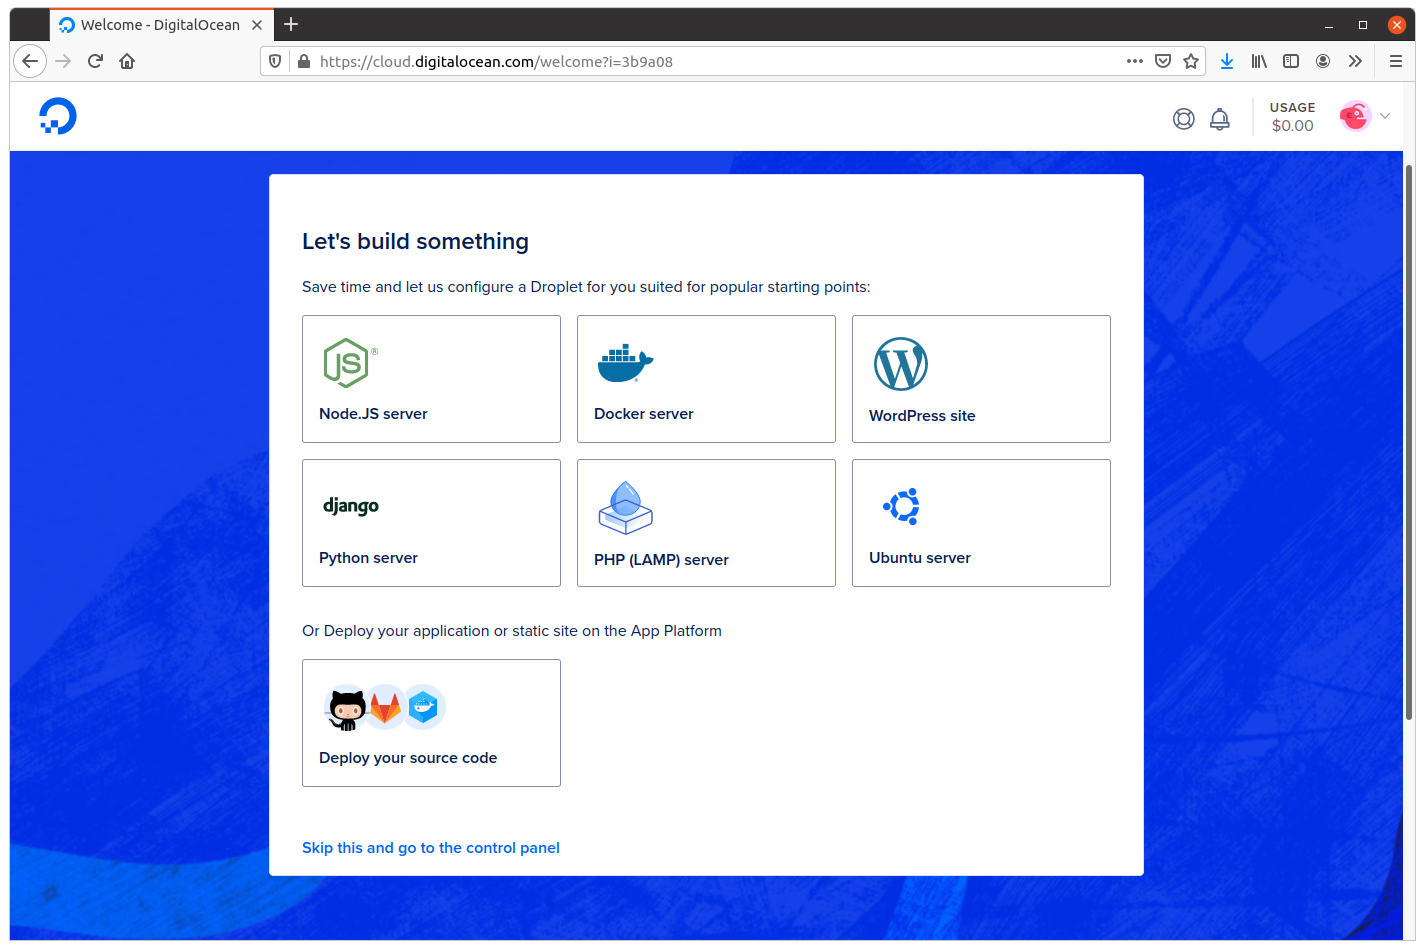 Welcome - DigitalOcean
https://cloud.digitalocean.com/welcome?i=3b9a08
USAGE
$0.00
Let's build something
Save time and let us configure a Droplet for you suited for popular starting points:
JS®
Node.JS server
Docker server
W
WordPress site
django
Python server
PHP (LAMP) server
Ubuntu server
Or Deploy your application or static site on the App Platform
Deploy your source code
Skip this and go to the control panel